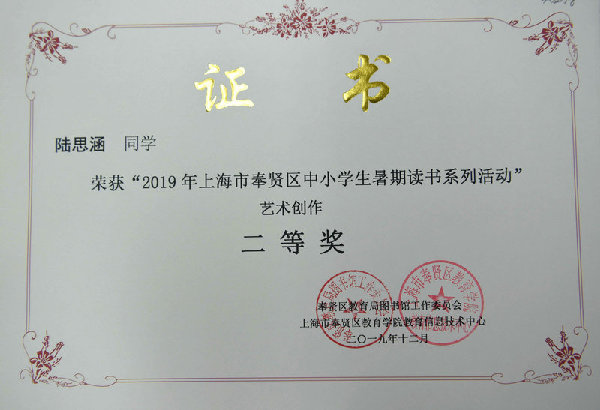 证 书
陆思涵 同学
荣获“2019年上海市奉贤区中小学生暑期读书系列活动”
艺术创作
二等奖
奉贤区教育局图书馆工作委员会
上海市奉贤区教育学院教育信息技术中心
二〇一九年十二月